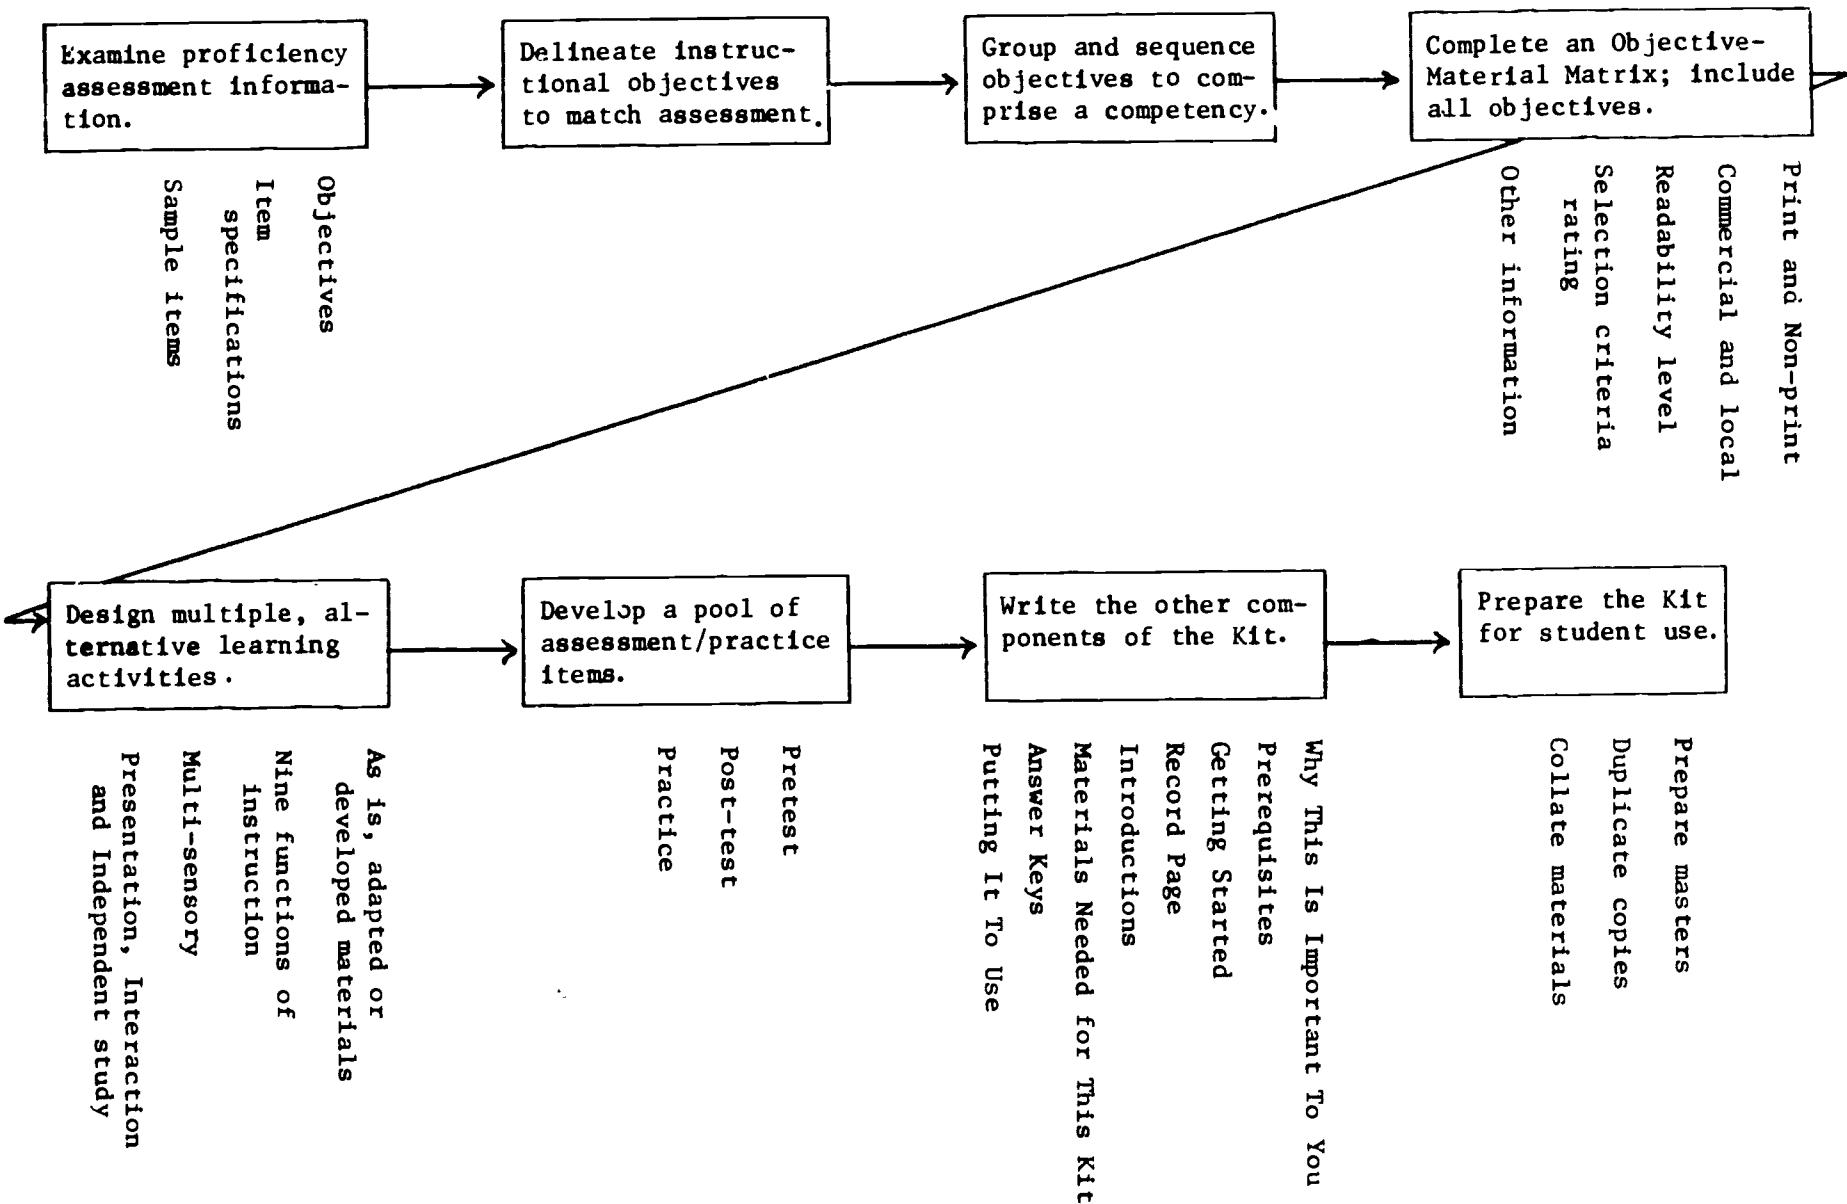 Examine proficiency
assessment informa-
tion.
Objectives
Item
specifications
Sample items
Delineate instruc-
tional objectives
to match assessment.
Group and sequence
objectives to com-
prise a competency.
Complete an Objective-
Material Matrix; include
all objectives.
Print and Non-print
Commercial and local
Readability level
Selection criteria
rating
Other information
Design multiple, al-
ternative learning
activities.
As is, adapted or
developed materials
Nine functions of
instruction
Multi-sensory
Presentation, Interaction
and Independent study
Develop a pool of
assessment/practice
items.
Pretest
Post-test
Practice
Write the other com-
ponents of the Kit.
Why This Is Important To You
Prerequisites
Getting Started
Record Page
Introductions
Materials Needed for This Kit
Answer Keys
Putting It To Use
Prepare the Kit
for student use.
Prepare masters
Duplicate copies
Collate materials